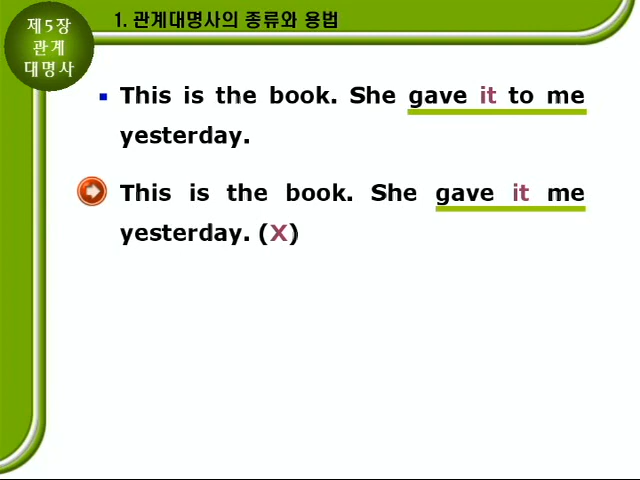 제5장
관계
대명사
1. 관계대명사의 종류와 용법
▪ This is the book. She gave it to me
yesterday.
This is the book. She gave it me
yesterday. (X)